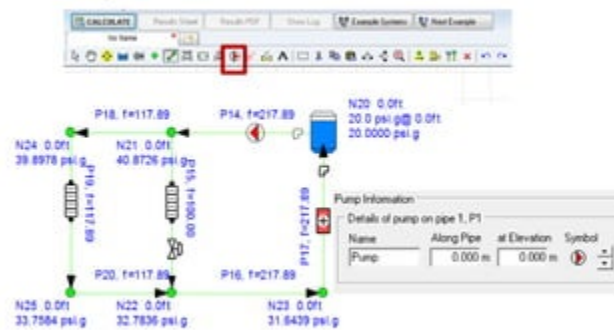 CALCULATE Results Sheet Results PDF Show Log Example Systems Next Example
No Name
P18, f=117.89 P14, f=217.89
N20 0.0ft
20.0 psi.g@ 0.0ft
20.0000 psi.g
N24 0.0ft
39.8978 psi.g
N21 0.0ft
40.8726 psi.g
P19, f=117.89
P15, f=100.00
P17, f=217.89
P20, f=117.89 P16, f=217.89
N25 0.0ft
33.7584 psi.g
N22 0.0ft
32.7836 psi.g
N23 0.0ft
31.6439 psi.g
Pump Information
Details of pump on pipe 1, P1
Name Along Pipe at Elevation Symbol
Pump 0.000 m 0.000 m